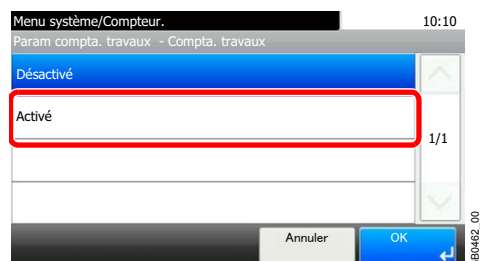 Menu système/Compteur. 10:10
Param compta. travaux - Compta. travaux
Désactivé
Activé
1/1
Annuler OK
B0462_00